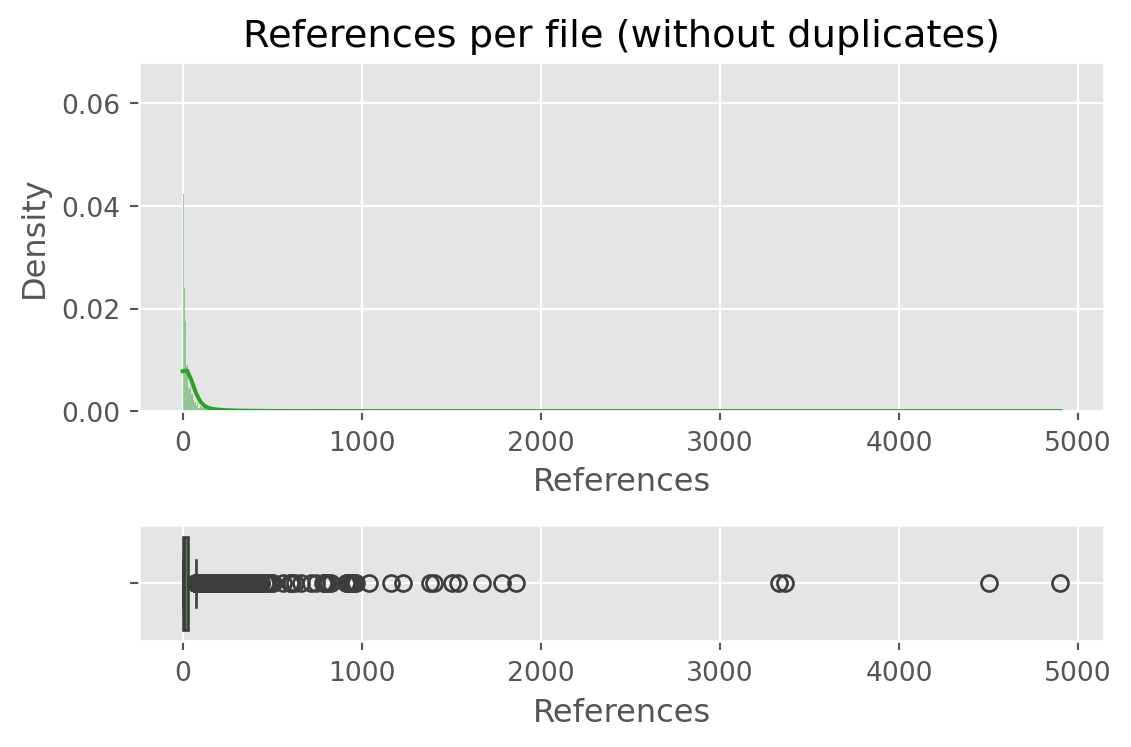 References per file (without duplicates)
0.06
0.04
0.02
0.00
Density
0 1000 2000 3000 4000 5000
References
0 1000 2000 3000 4000 5000
References